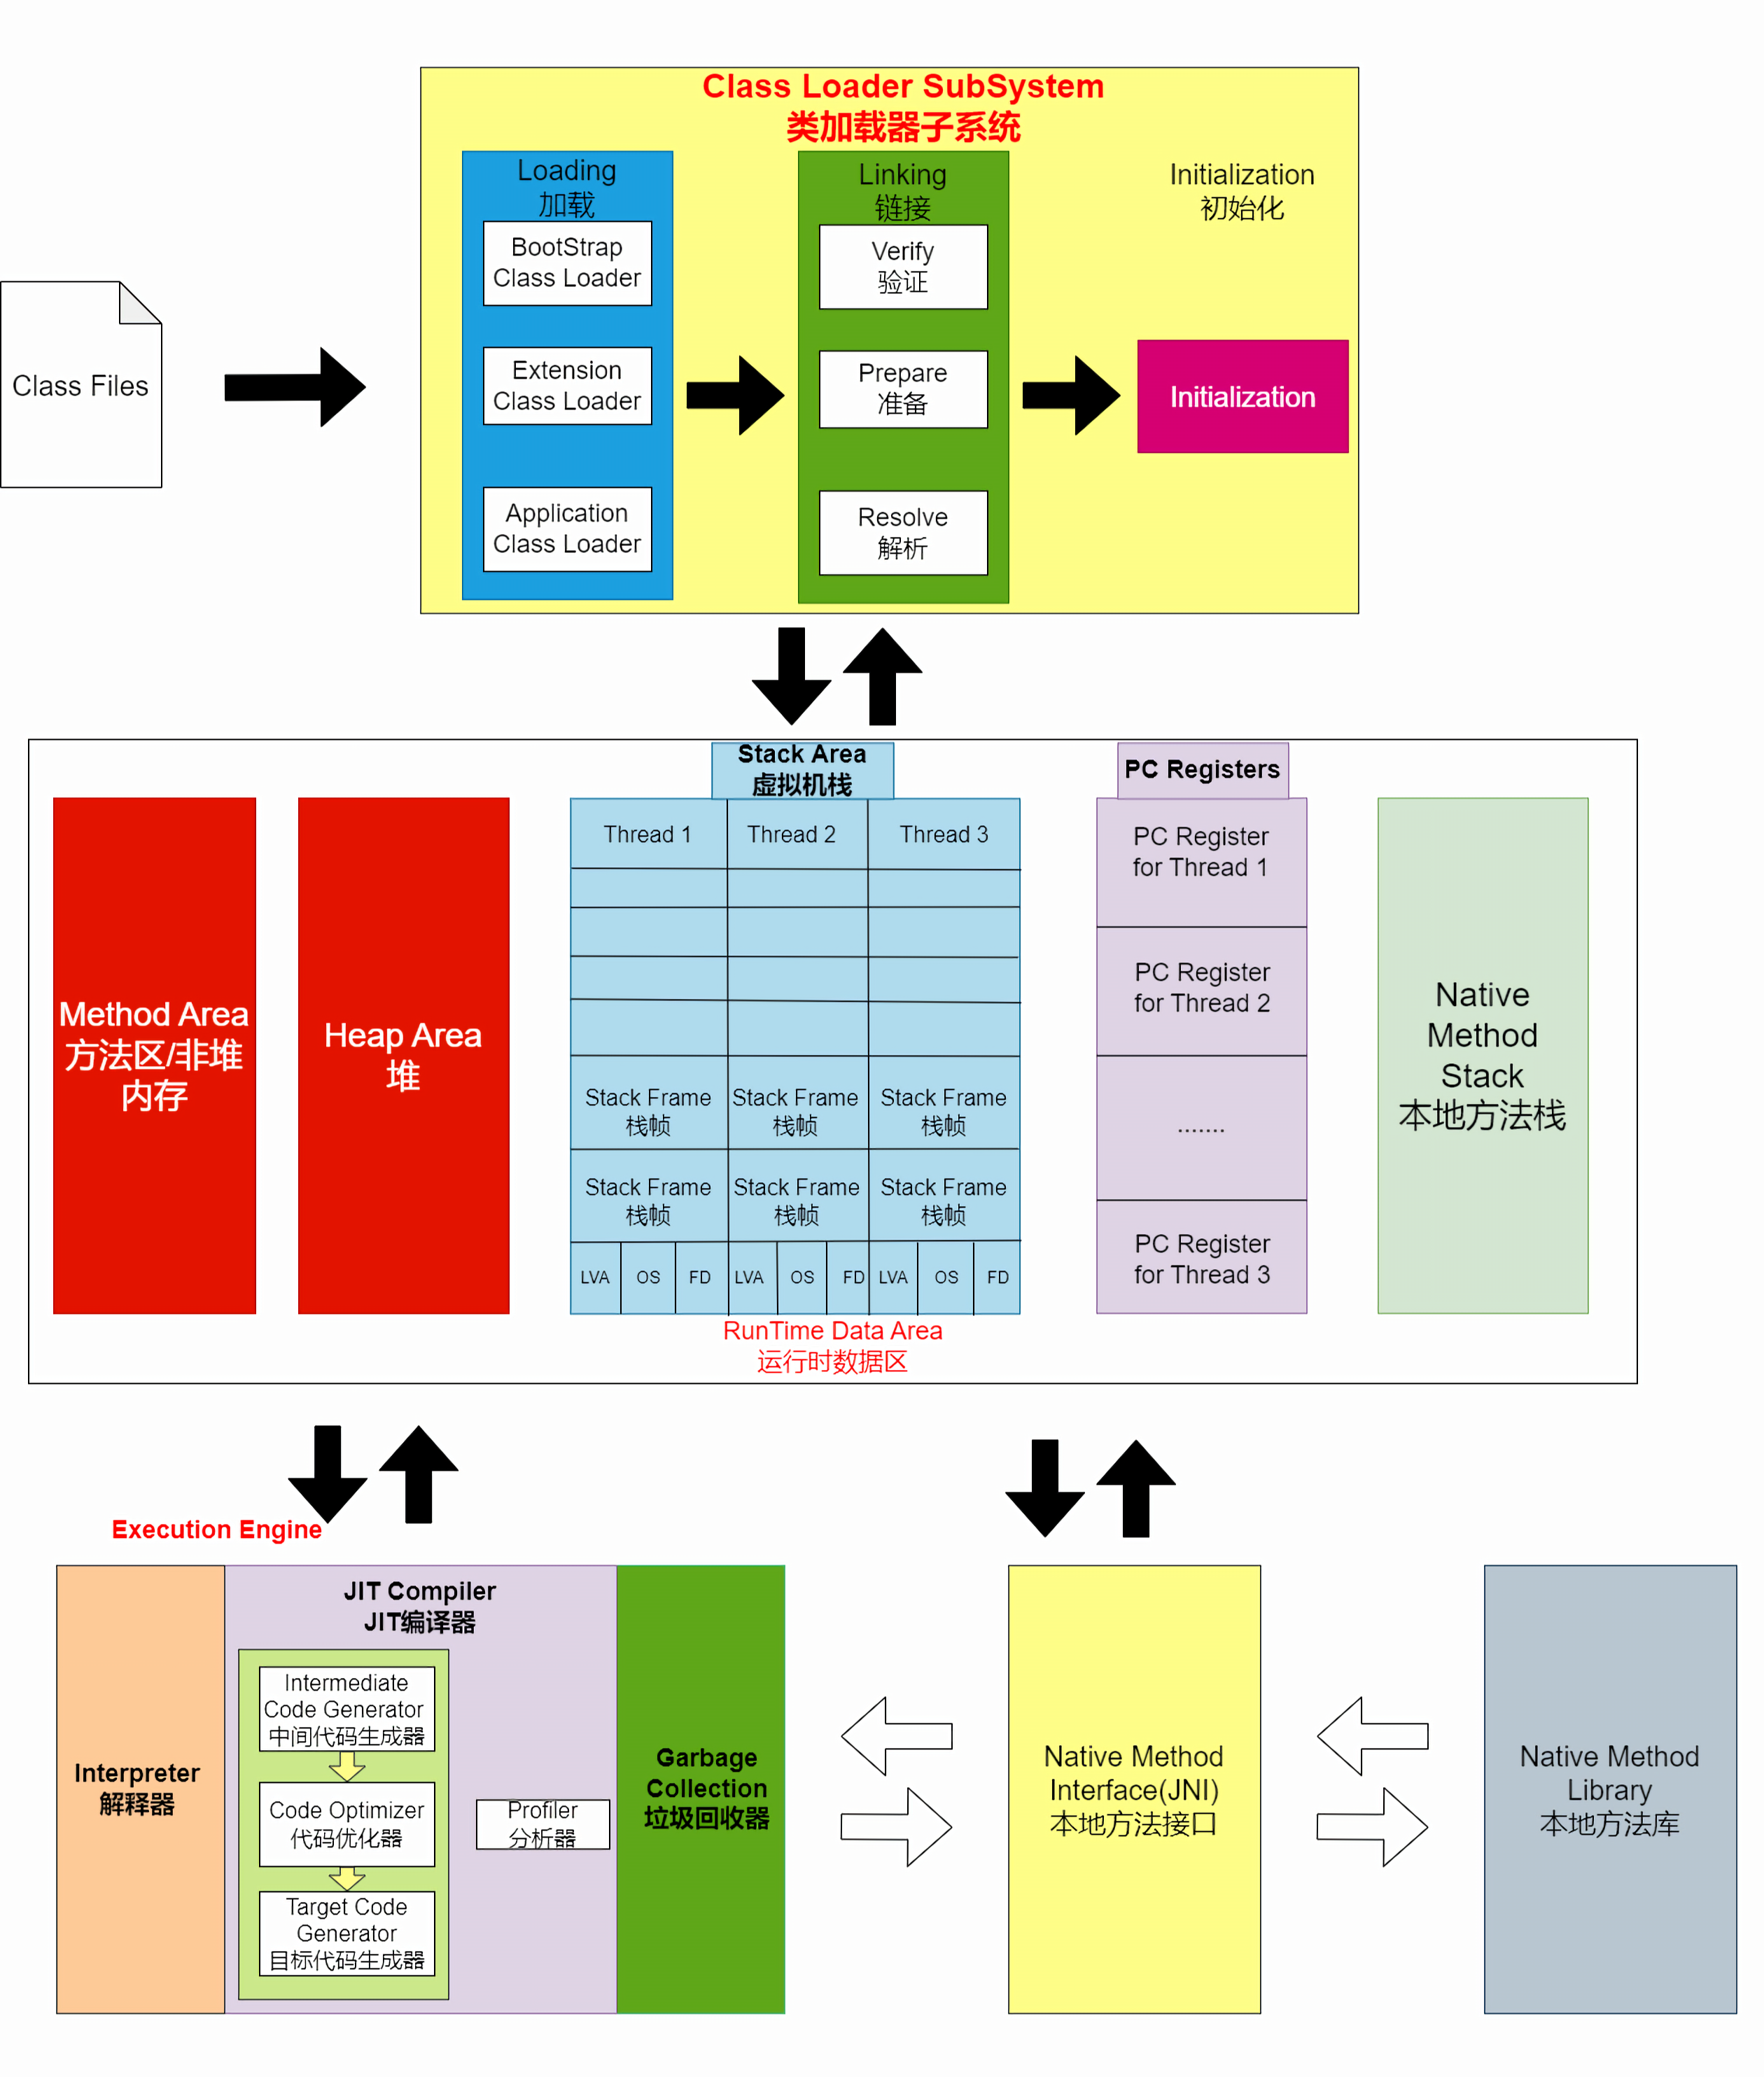 Class Loader SubSystem
类加载器子系统
Loading
加载
BootStrap
Class Loader
Extension
Class Loader
Application
Class Loader
Linking
链接
Verify
验证
Prepare
准备
Resolve
解析
Initialization
初始化
Initialization
Class Files
Stack Area
虚拟机栈
PC Registers
Method Area
方法区/非堆
内存
Heap Area
堆
Thread 1
Thread 2
Thread 3
Stack Frame
栈帧
Stack Frame
栈帧
Stack Frame
栈帧
Stack Frame
栈帧
Stack Frame
栈帧
Stack Frame
栈帧
LVA
OS
FD
LVA
OS
FD
LVA
OS
FD
PC Register
for Thread 1
PC Register
for Thread 2
.......
PC Register
for Thread 3
Native
Method
Stack
本地方法栈
RunTime Data Area
运行时数据区
Execution Engine
Interpreter
解释器
JIT Compiler
JIT编译器
Intermediate
Code Generator
中间代码生成器
Code Optimizer
代码优化器
Target Code
Generator
目标代码生成器
Profiler
分析器
Garbage
Collection
垃圾回收器
Native Method
Interface(JNI)
本地方法接口
Native Method
Library
本地方法库